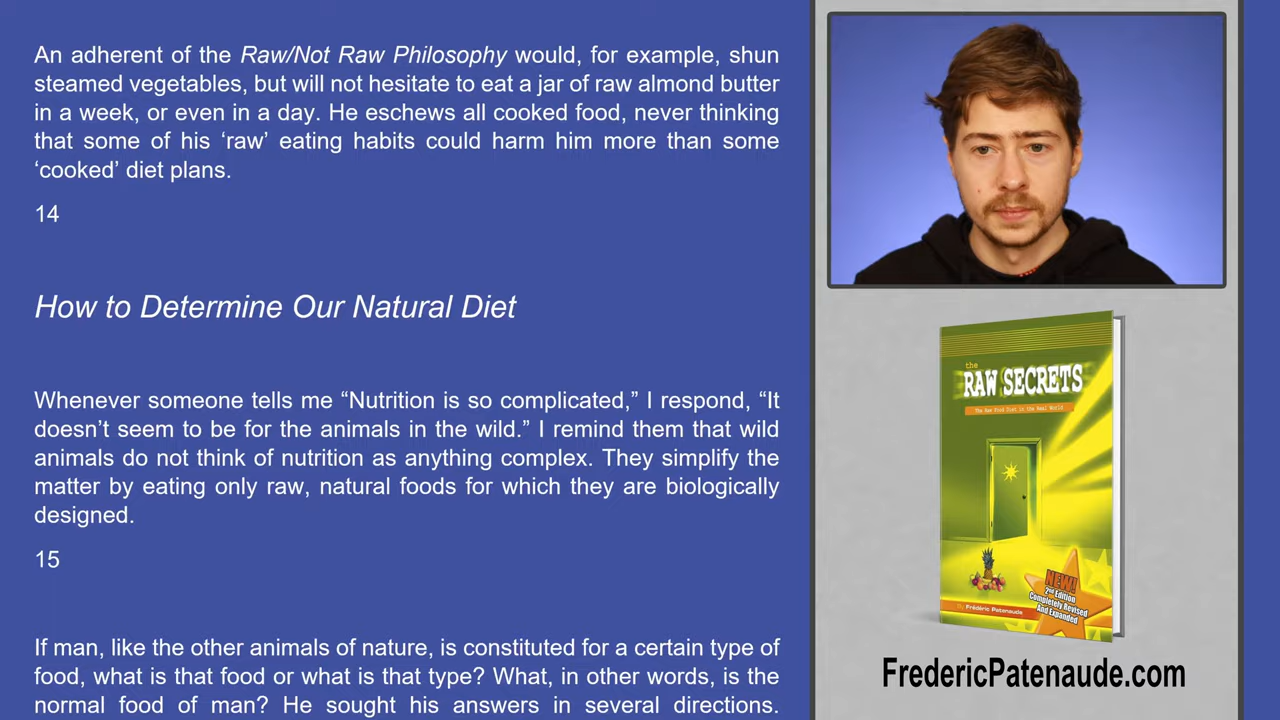 An adherent of the Raw/Not Raw Philosophy would, for example, shun
steamed vegetables, but will not hesitate to eat a jar of raw almond butter
in a week, or even in a day. He eschews all cooked food, never thinking
that some of his ‘raw’ eating habits could harm him more than some
‘cooked’ diet plans.
14
How to Determine Our Natural Diet
Whenever someone tells me “Nutrition is so complicated,” I respond, “It
doesn’t seem to be for the animals in the wild.” I remind them that wild
animals do not think of nutrition as anything complex. They simplify the
matter by eating only raw, natural foods for which they are biologically
designed.
15
If man, like the other animals of nature, is constituted for a certain type of
food, what is that food or what is that type? What, in other words, is the
normal food of man? He sought his answers in several directions.
the
RAW SECRETS
The Raw Food Diet in the Real World
NEW!
2nd Edition
Completely Revised
And Expanded
By Frédéric Patenaude
FredericPatenaude.com